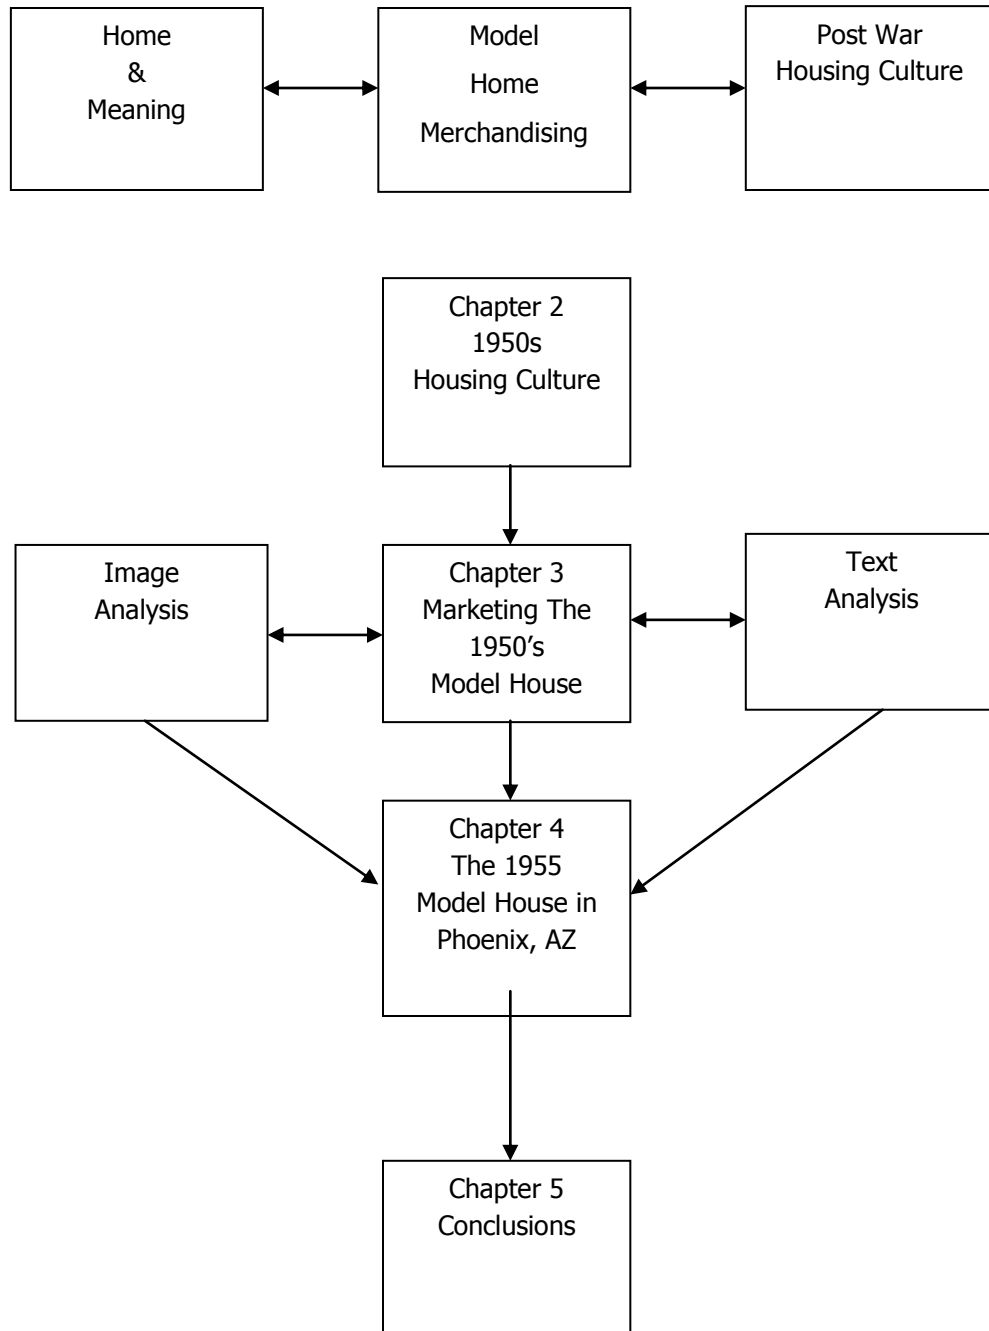 Home
&
Meaning
Model
Home
Merchandising
Post War
Housing Culture
Chapter 2
1950s
Housing Culture
Image
Analysis
Chapter 3
Marketing The
1950’s
Model House
Text
Analysis
Chapter 4
The 1955
Model House in
Phoenix, AZ
Chapter 5
Conclusions